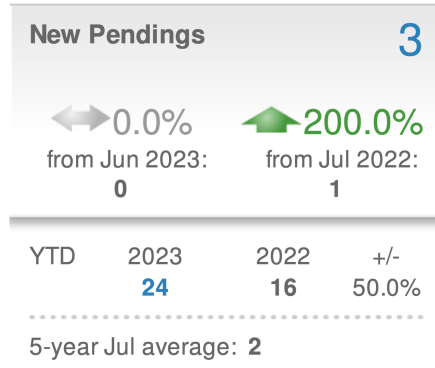 New Pendings 3
0.0% 200.0%
from Jun 2023: from Jul 2022:
0 1
YTD 2023 2022 +/-
24 16 50.0%
5-year Jul average: 2